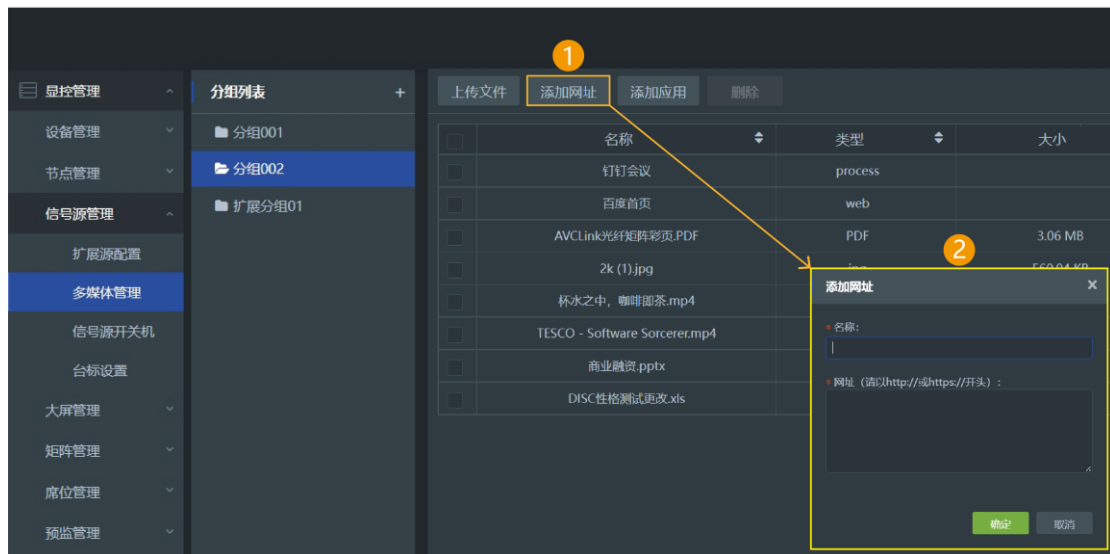 1
显控管理
分组列表 +
上传文件 添加网址 添加应用 删除
设备管理
分组001
名称 类型 大小
节点管理
分组002
钉钉会议 process
信号源管理
扩展分组01
百度首页 web
AVCLink光纤矩阵彩页.PDF PDF 3.06 MB
2
扩展源配置
2k (1).jpg
多媒体管理
添加网址 ×
杯水之中，咖啡即茶.mp4
信号源开关机
* 名称:
TESCO - Software Sorcerer.mp4
台标设置
商业融资.pptx
* 网址（请以http://或https://开头）:
大屏管理
DISC性格测试更改.xls
矩阵管理
席位管理
确定 取消
预监管理